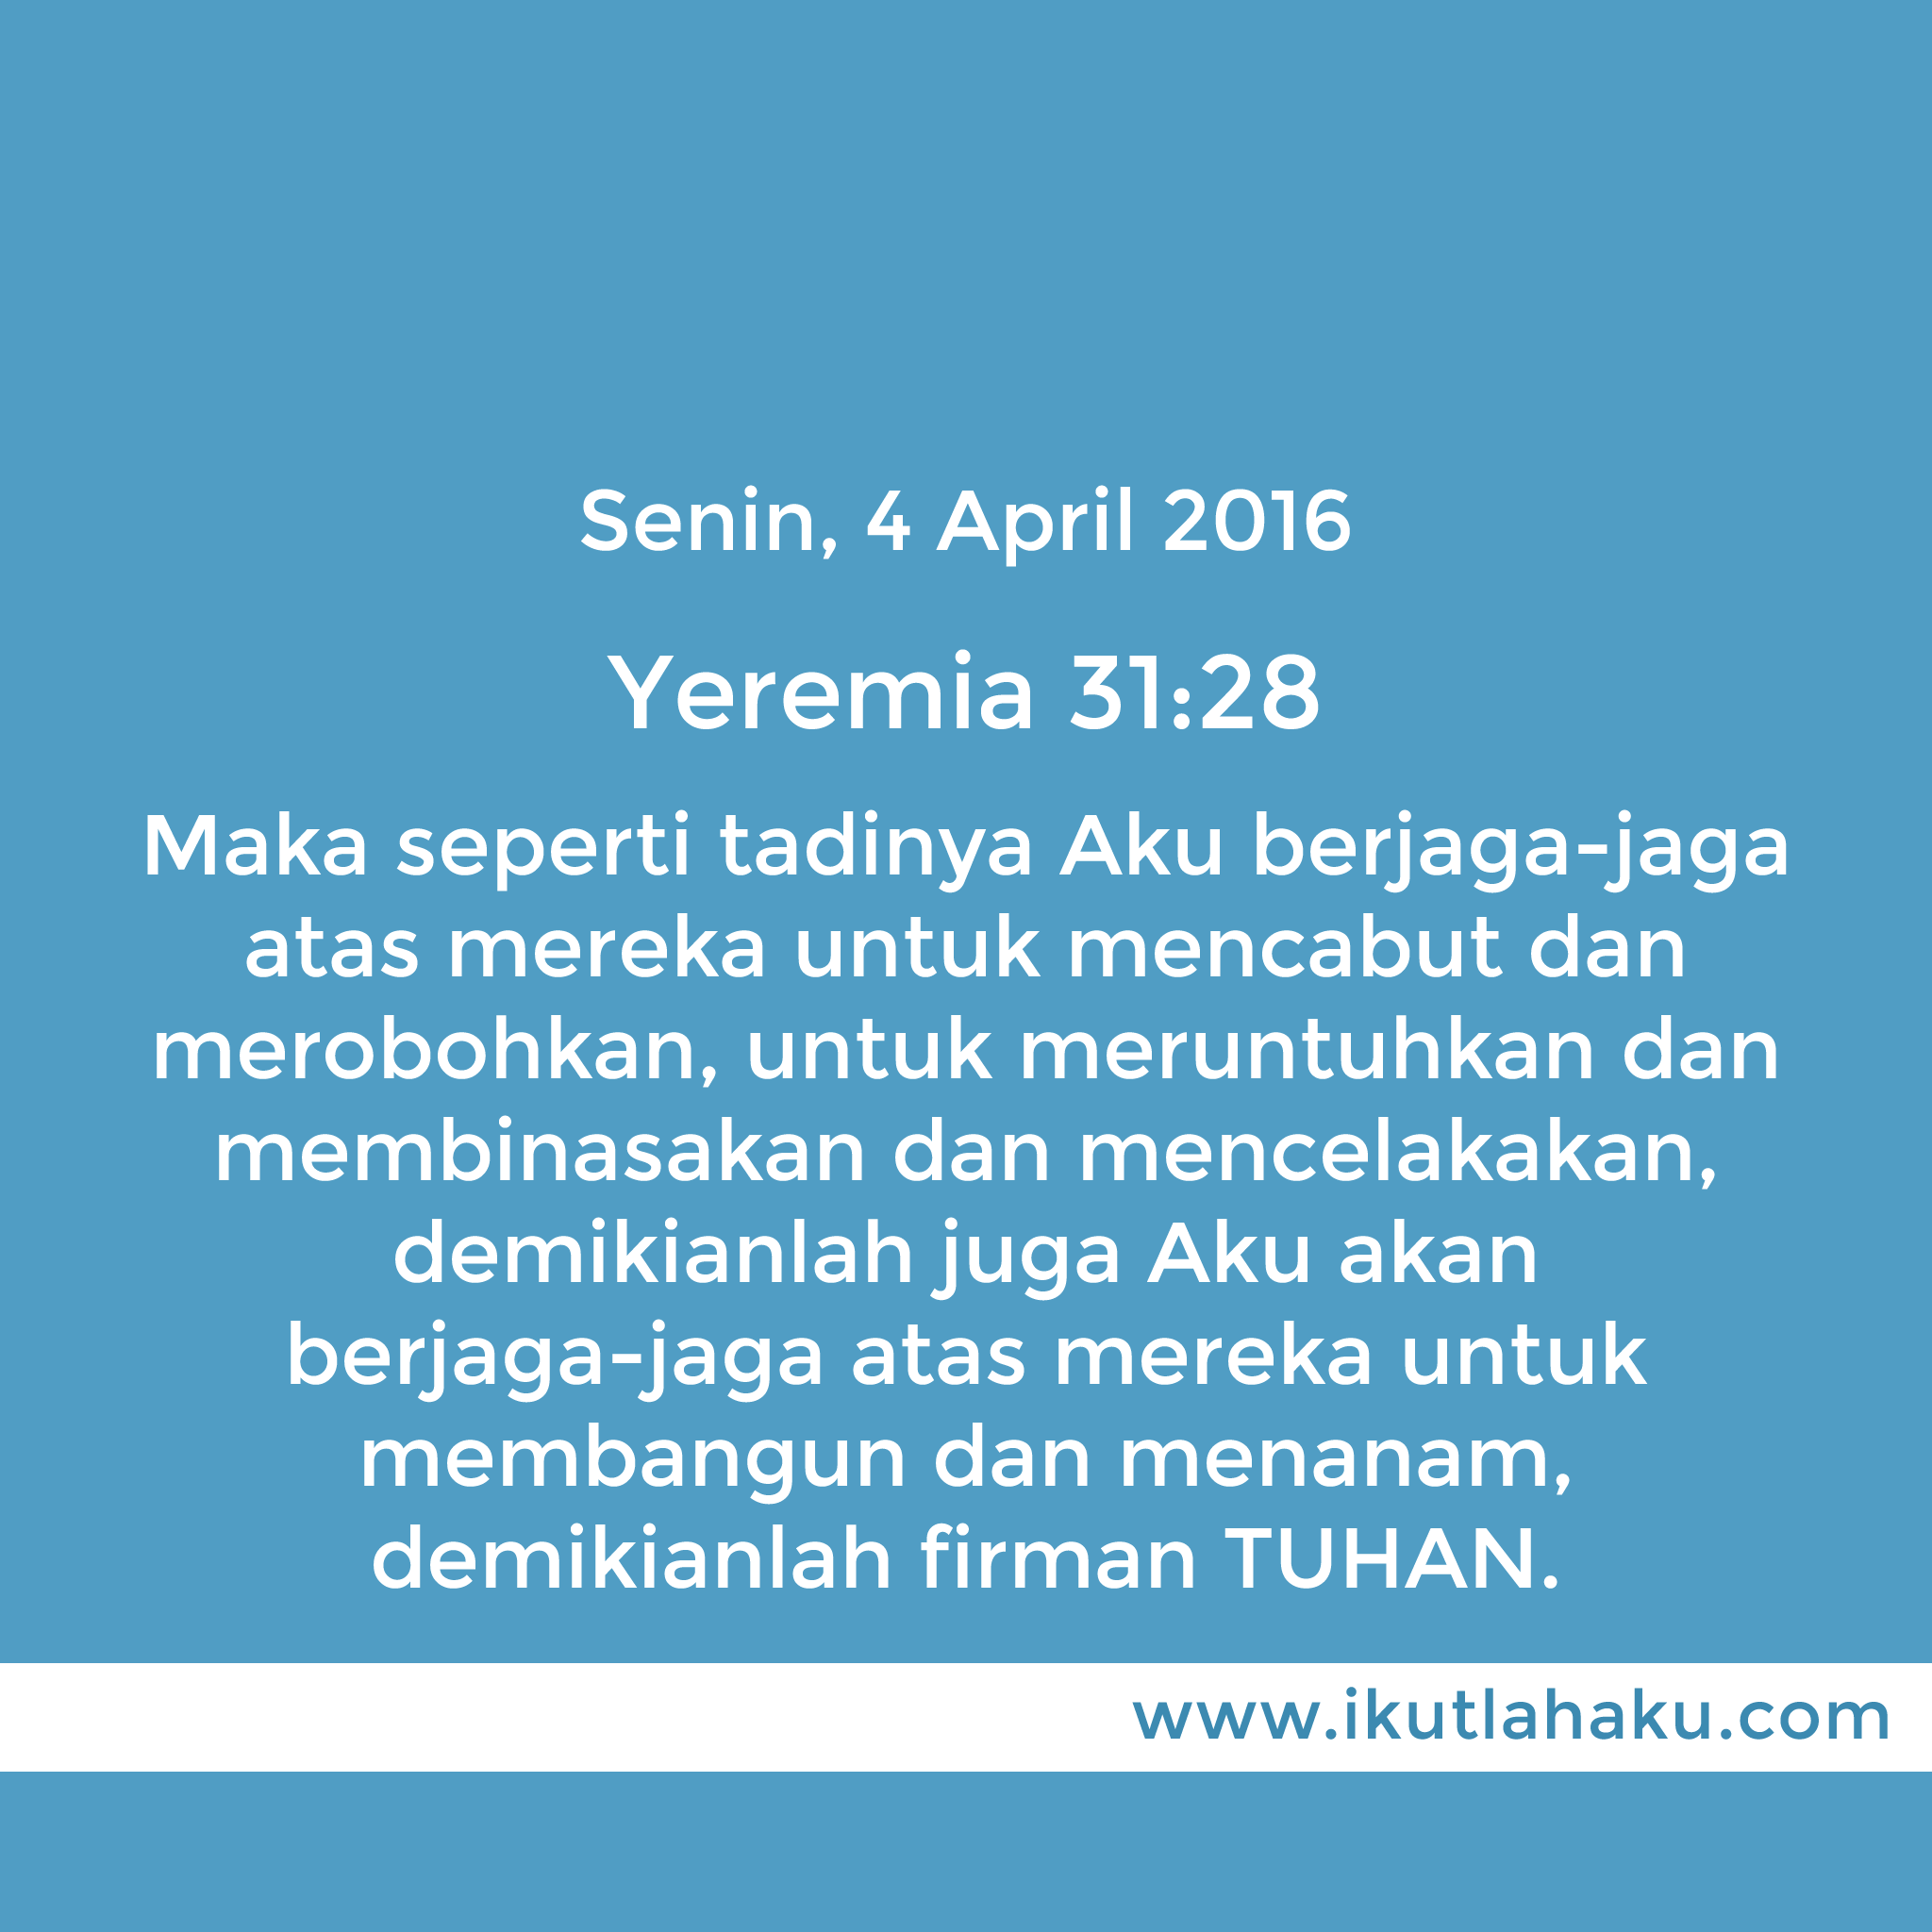 Senin, 4 April 2016
Yeremia 31:28
Maka seperti tadinya Aku berjaga-jaga
atas mereka untuk mencabut dan
merobohkan, untuk meruntuhkan dan
membinasakan dan mencelakakan,
demikianlah juga Aku akan
berjaga-jaga atas mereka untuk
membangun dan menanam,
demikianlah firman TUHAN.
www.ikutlahaku.com